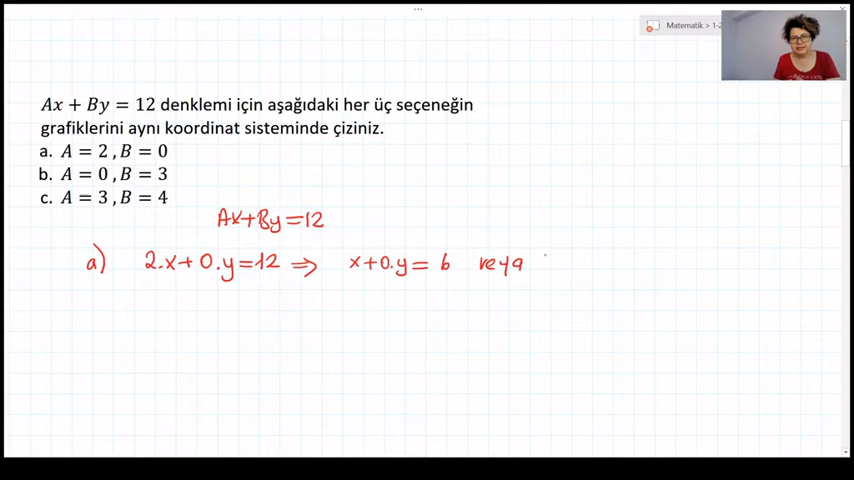 Matematik > 1-2
Ax + By = 12 denklemi için aşağıdaki her üç seçeneğin
grafiklerini aynı koordinat sisteminde çiziniz.
a. A = 2 , B = 0
b. A = 0 , B = 3
c. A = 3 , B = 4
Ax+By=12
a) 2.x+0.y=12 ⇒ x+0.y= 6 veya